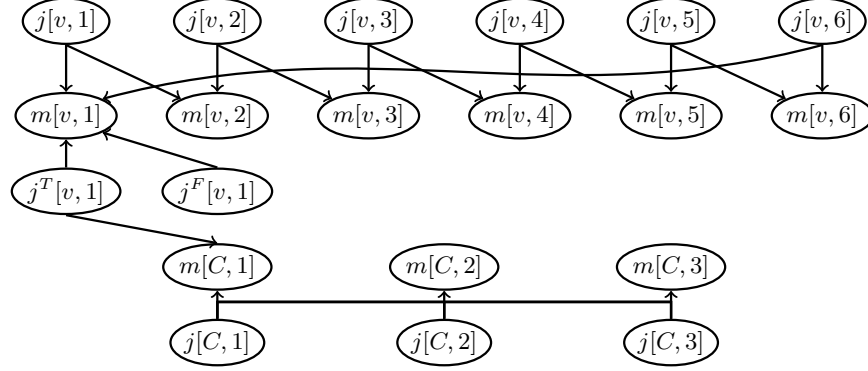 j[v, 1] j[v, 2] j[v, 3] j[v, 4] j[v, 5] j[v, 6]
m[v, 1] m[v, 2] m[v, 3] m[v, 4] m[v, 5] m[v, 6]
j^T[v, 1] j^F[v, 1]
m[C, 1] m[C, 2] m[C, 3]
j[C, 1] j[C, 2] j[C, 3]